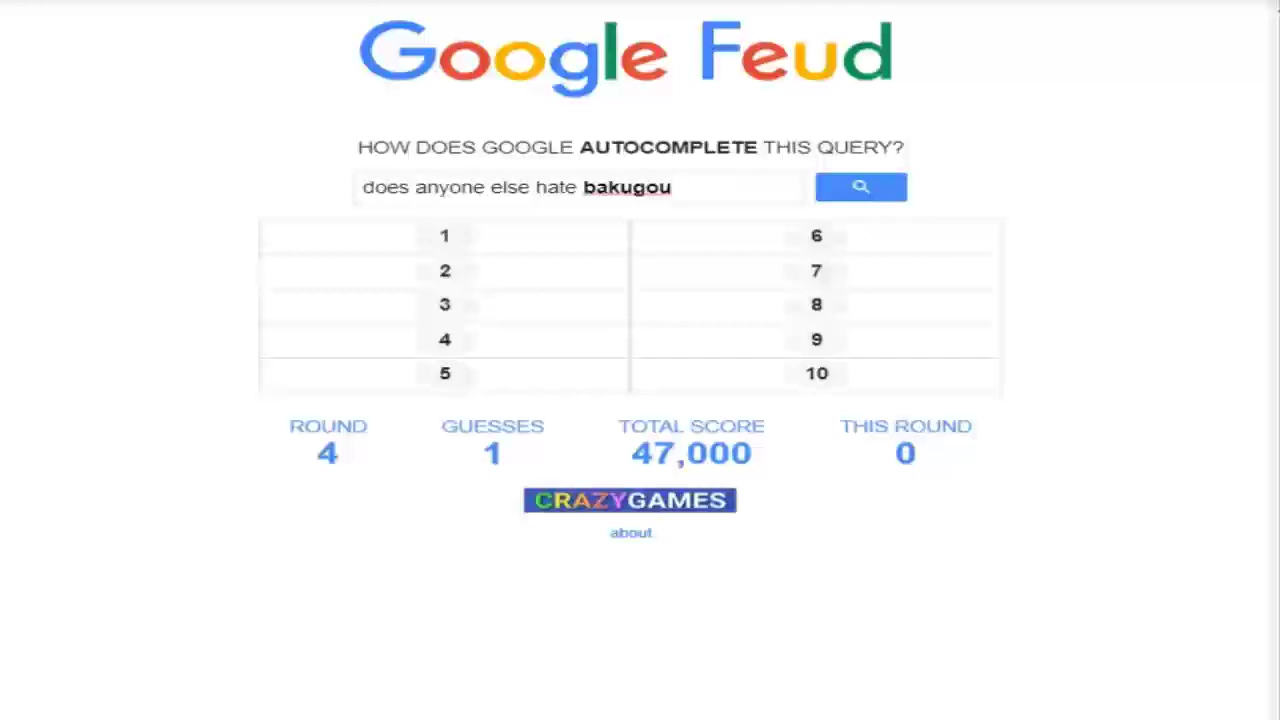 Google Feud
HOW DOES GOOGLE AUTOCOMPLETE THIS QUERY?
does anyone else hate bakugou
1 6
2 7
3 8
4 9
5 10
ROUND GUESSES TOTAL SCORE THIS ROUND
4 1 47,000 0
CRAZYGAMES
about